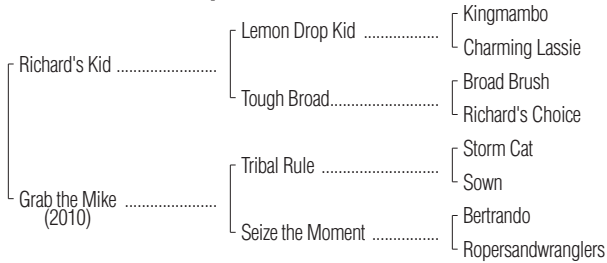 Kingmambo
Lemon Drop Kid ..................
Charming Lassie
Richard's Kid .......................
Broad Brush
Tough Broad.........................
Richard's Choice
Storm Cat
Tribal Rule ...........................
Sown
Grab the Mike .....................
(2010)
Bertrando
Seize the Moment ................
Ropersandwranglers